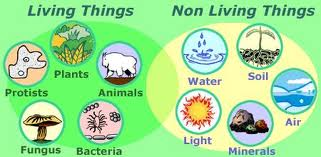 Living Things
Non Living Things
Plants
Protists
Animals
Fungus
Bacteria
Water
Soil
Air
Light
Minerals